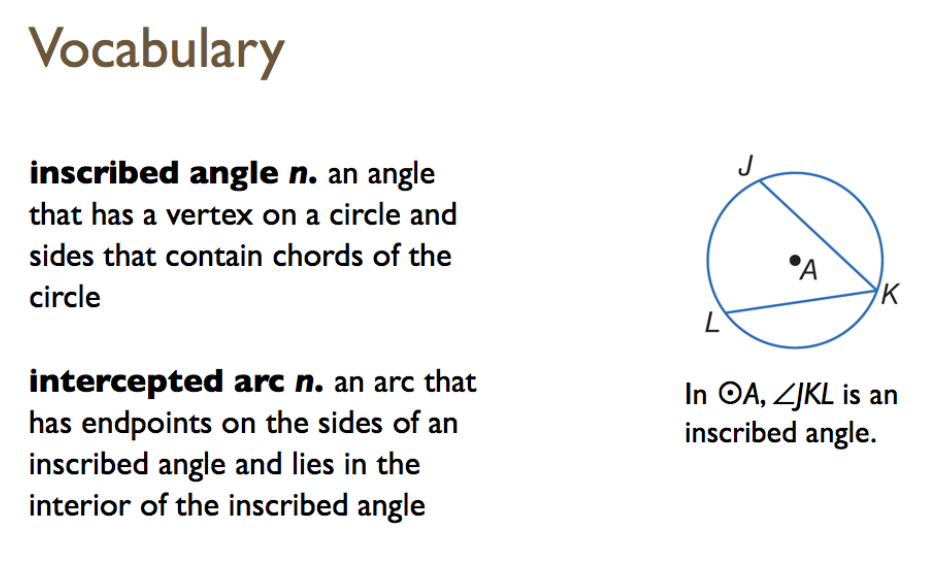 Vocabulary
inscribed angle n. an angle
that has a vertex on a circle and
sides that contain chords of the
circle
intercepted arc n. an arc that
has endpoints on the sides of an
inscribed angle and lies in the
interior of the inscribed angle
J
A
K
L
In ⊙A, ∠JKL is an
inscribed angle.